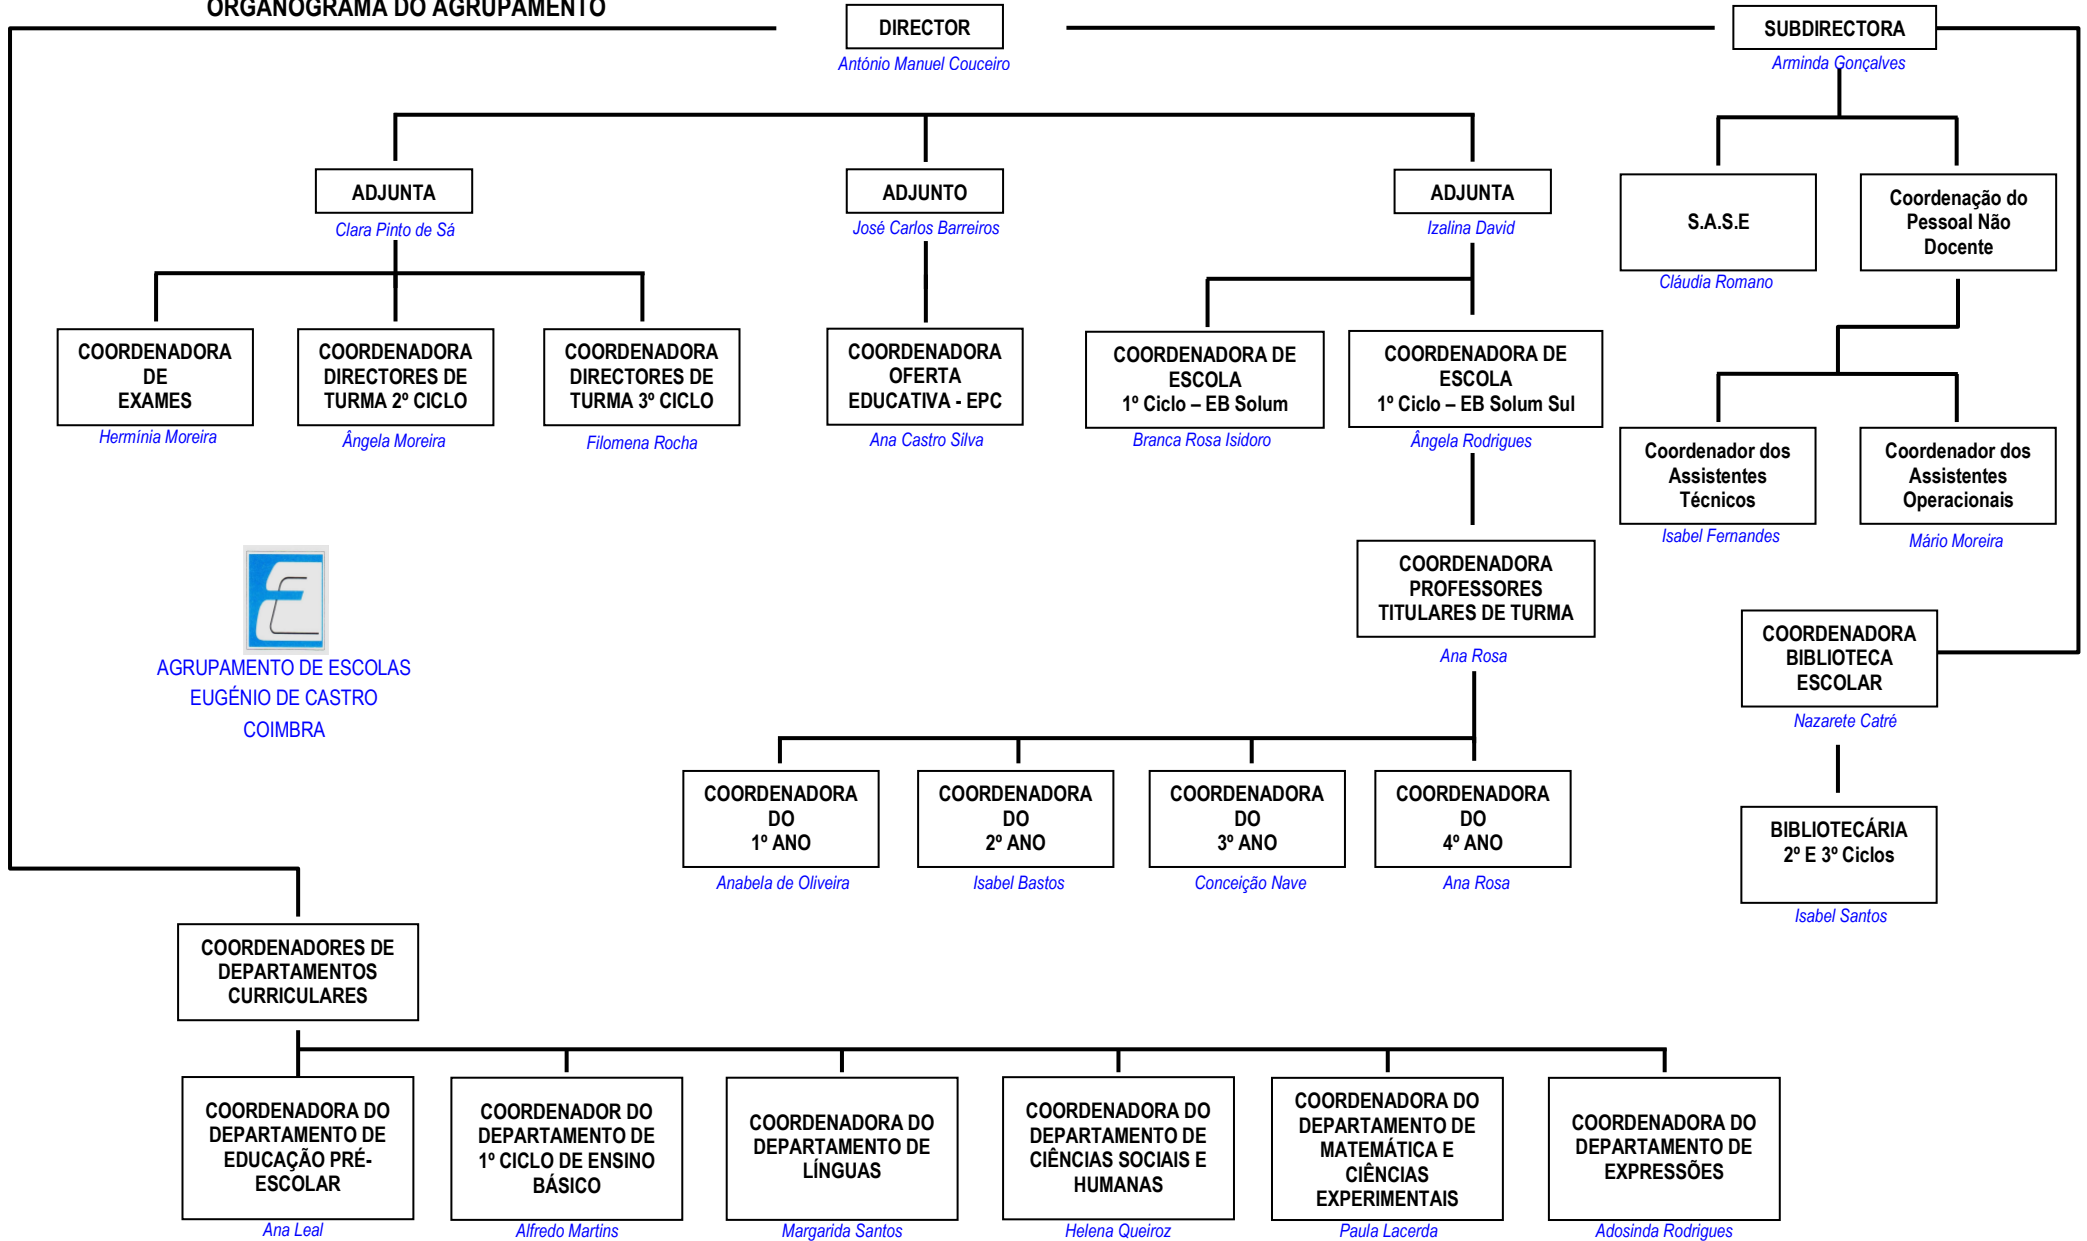 ORGANOGRAMA DO AGRUPAMENTO
DIRECTOR
António Manuel Couceiro
SUBDIRECTORA
Arminda Gonçalves
ADJUNTA
Clara Pinto de Sá
ADJUNTO
José Carlos Barreiros
ADJUNTA
Izalina David
S.A.S.E
Cláudia Romano
Coordenação do
Pessoal Não
Docente
COORDENADORA
DE
EXAMES
Hermínia Moreira
COORDENADORA
DIRECTORES DE
TURMA 2º CICLO
Ângela Moreira
COORDENADORA
DIRECTORES DE
TURMA 3º CICLO
Filomena Rocha
COORDENADORA
OFERTA
EDUCATIVA - EPC
Ana Castro Silva
COORDENADORA DE
ESCOLA
1º Ciclo – EB Solum
Branca Rosa Isidoro
COORDENADORA DE
ESCOLA
1º Ciclo – EB Solum Sul
Ângela Rodrigues
Coordenador dos
Assistentes
Técnicos
Isabel Fernandes
Coordenador dos
Assistentes
Operacionais
Mário Moreira
COORDENADORA
PROFESSORES
TITULARES DE TURMA
Ana Rosa
AGRUPAMENTO DE ESCOLAS
EUGÉNIO DE CASTRO
COIMBRA
COORDENADORA
BIBLIOTECA
ESCOLAR
Nazarete Catré
COORDENADORA
DO
1º ANO
Anabela de Oliveira
COORDENADORA
DO
2º ANO
Isabel Bastos
COORDENADORA
DO
3º ANO
Conceição Nave
COORDENADORA
DO
4º ANO
Ana Rosa
BIBLIOTECÁRIA
2º E 3º Ciclos
Isabel Santos
COORDENADORES DE
DEPARTAMENTOS
CURRICULARES
COORDENADORA DO
DEPARTAMENTO DE
EDUCAÇÃO PRÉ-
ESCOLAR
Ana Leal
COORDENADOR DO
DEPARTAMENTO DE
1º CICLO DE ENSINO
BÁSICO
Alfredo Martins
COORDENADORA DO
DEPARTAMENTO DE
LÍNGUAS
Margarida Santos
COORDENADORA DO
DEPARTAMENTO DE
CIÊNCIAS SOCIAIS E
HUMANAS
Helena Queiroz
COORDENADORA DO
DEPARTAMENTO DE
MATEMÁTICA E
CIÊNCIAS
EXPERIMENTAIS
Paula Lacerda
COORDENADORA DO
DEPARTAMENTO DE
EXPRESSÕES
Adosinda Rodrigues